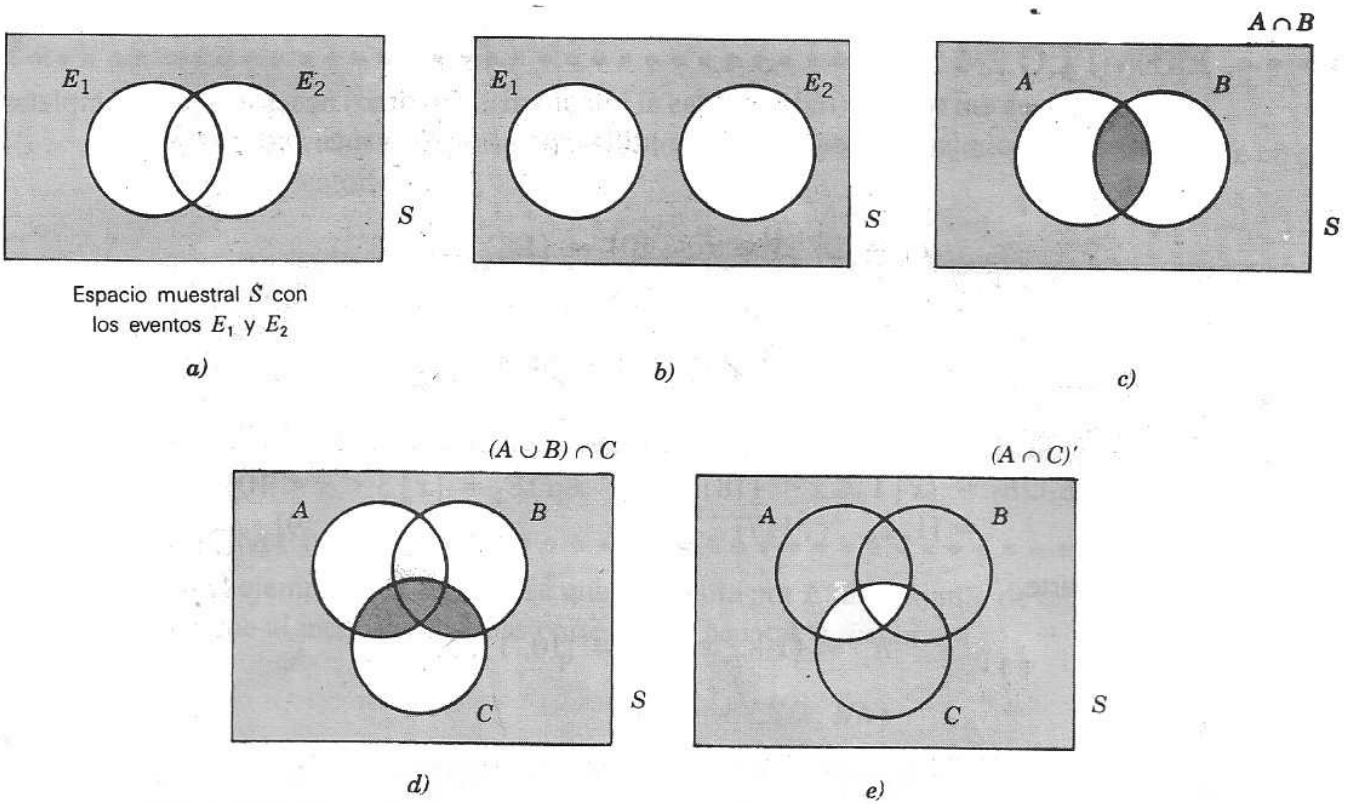 A ∩ B
E₁ E₂
E₁ E₂
A B
S
S
S
Espacio muestral S con
los eventos E₁ y E₂
a)
b)
c)
(A ∪ B) ∩ C
(A ∩ C)′
A B
A B
C
S
C
S
d)
e)